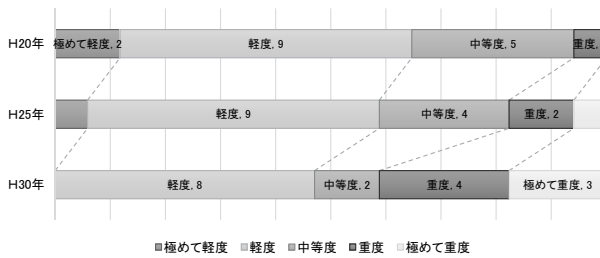 H20年 極めて軽度, 2 軽度, 9 中等度, 5 重度,
H25年 軽度, 9 中等度, 4 重度, 2
H30年 軽度, 8 中等度, 2 重度, 4 極めて重度, 3
極めて軽度 軽度 中等度 重度 極めて重度